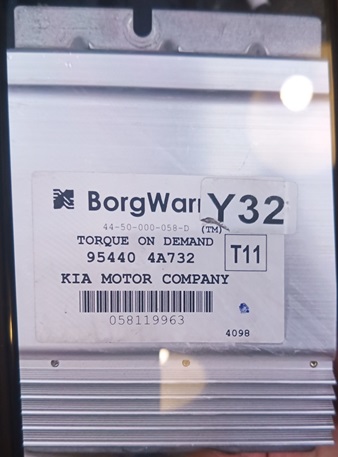 BorgWar
Y32
44-50-000-058-D
(TM)
TORQUE ON DEMAND
T11
95440 4A732
KIA MOTOR COMPANY
058119963
4098